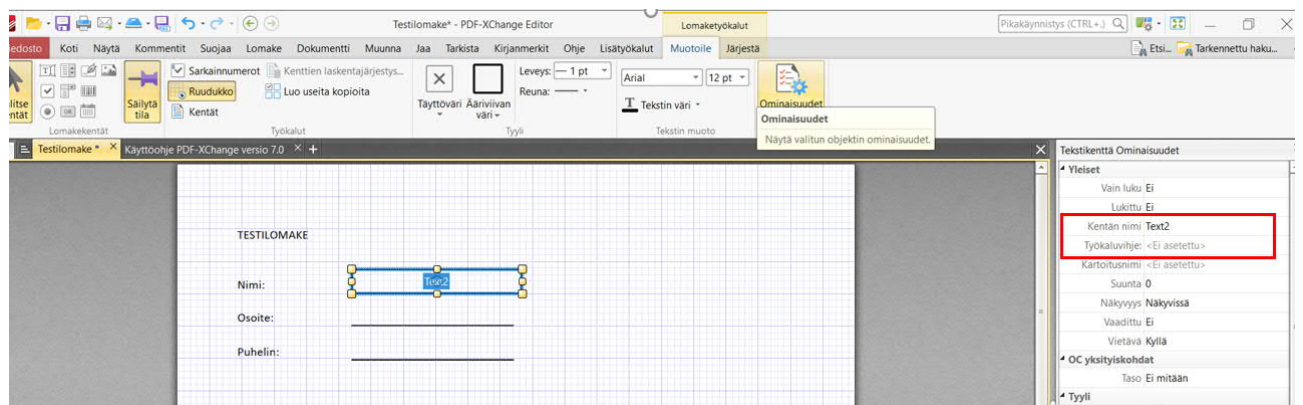 Testilomake* - PDF-XChange Editor
Lomaketyökalut
Pikakäynnistys (CTRL+.)
Koti Näytä Kommentit Suojaa Lomake Dokumentti Muunna Jaa Tarkista Kirjanmerkit Ohje Lisätyökalut Muotoile Järjestä
Etsi... Tarkennettu haku...
Säilytä tila
Sarkainnumerot
Ruudukko
Kentät
Kenttien laskentajärjestys...
Luo useita kopioita
Täyttöväri
Ääriviivan väri
Leveys: 1 pt
Reuna:
Arial 12 pt
Tekstin väri
Ominaisuudet
Lomakekentät Työkalut Tyyli Tekstin muoto
Ominaisuudet
Näytä valitun objektin ominaisuudet.
Testilomake * Käyttöohje PDF-XChange versio 7.0
TESTILOMAKE
Nimi: Text2
Osoite:
Puhelin:
Tekstikenttä Ominaisuudet
Yleiset
Vain luku Ei
Lukittu Ei
Kentän nimi Text2
Työkaluvihje: <Ei asetettu>
Kartoitusnimi <Ei asetettu>
Suunta 0
Näkyvyys Näkyvissä
Vaadittu Ei
Vietävä Kyllä
OC yksityiskohdat
Taso Ei mitään
Tyyli